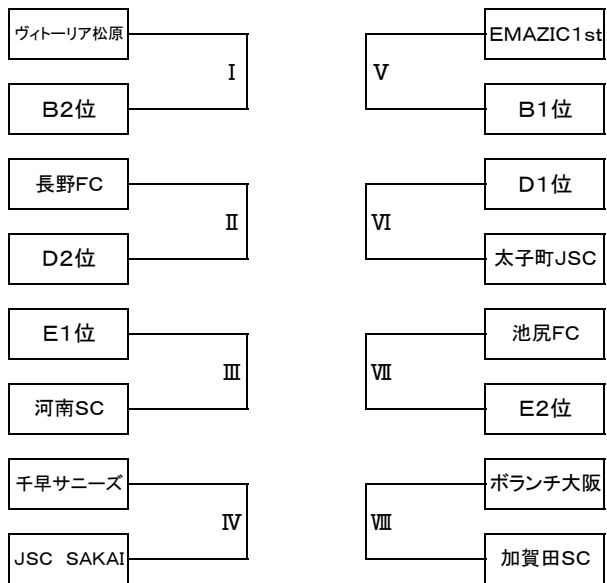 ヴィトーリア松原
Ⅰ
B2位
長野FC
Ⅱ
D2位
E1位
Ⅲ
河南SC
千早サニーズ
Ⅳ
JSC　SAKAI
EMAZIC1st
Ⅴ
B1位
D1位
Ⅵ
太子町JSC
池尻FC
Ⅶ
E2位
ボランチ大阪
Ⅷ
加賀田SC